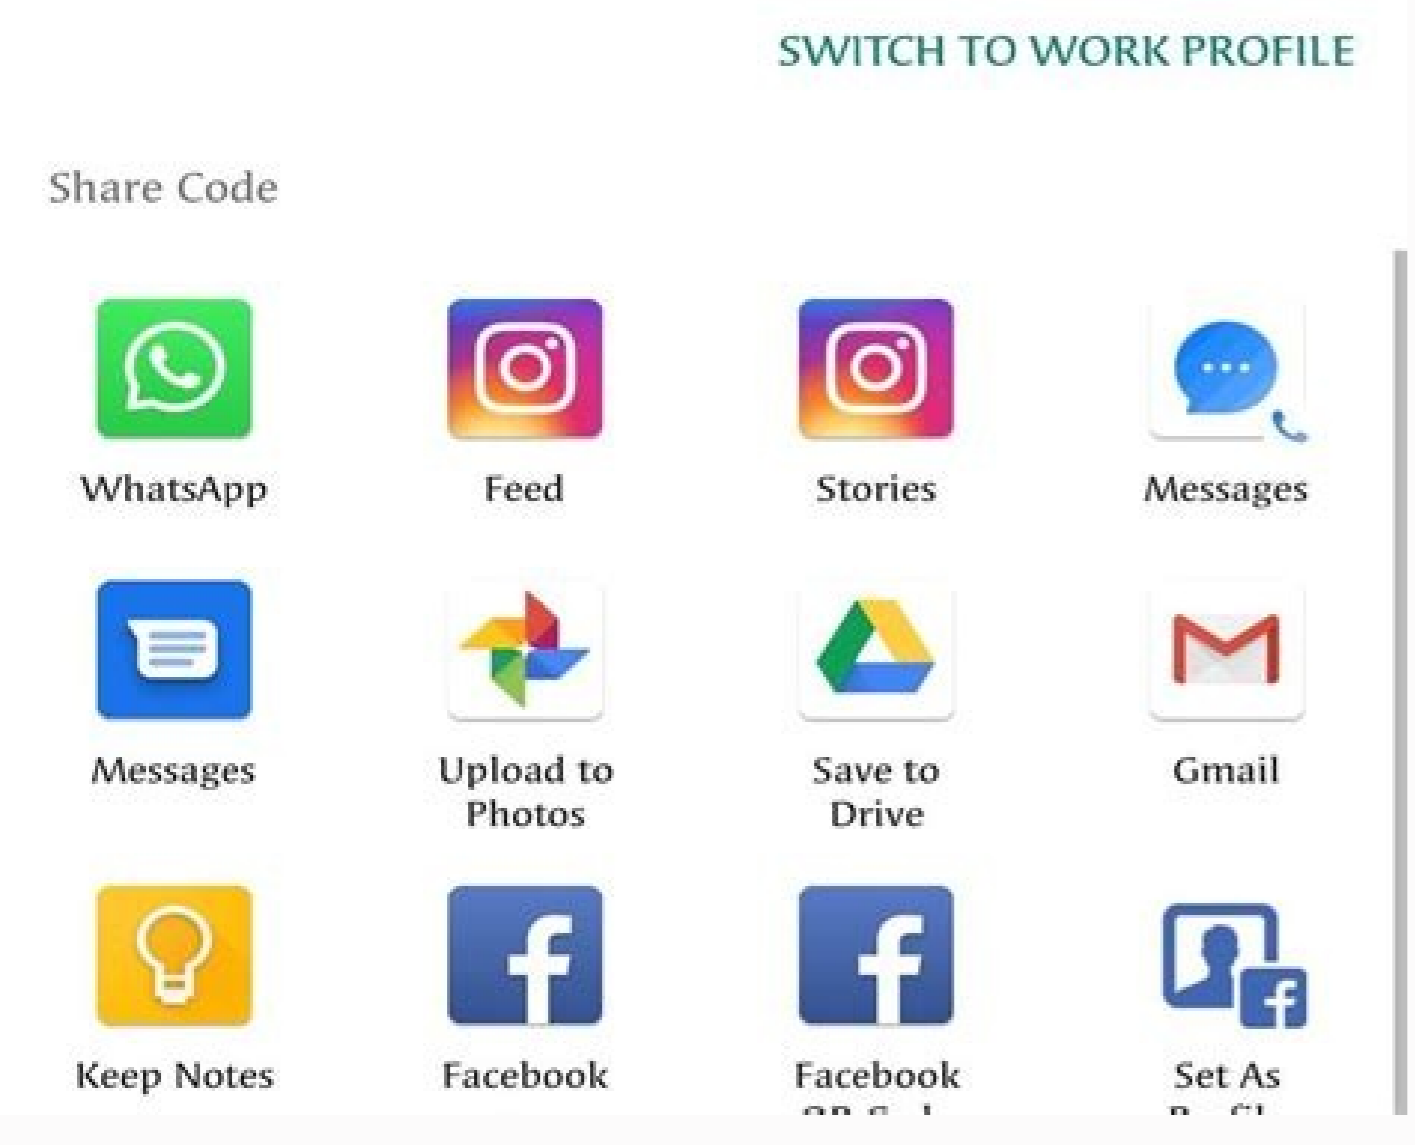 SWITCH TO WORK PROFILE
Share Code
WhatsApp
Feed
Stories
Messages
Messages
Upload to
Photos
Save to
Drive
Gmail
Keep Notes
Facebook
Facebook
Set As